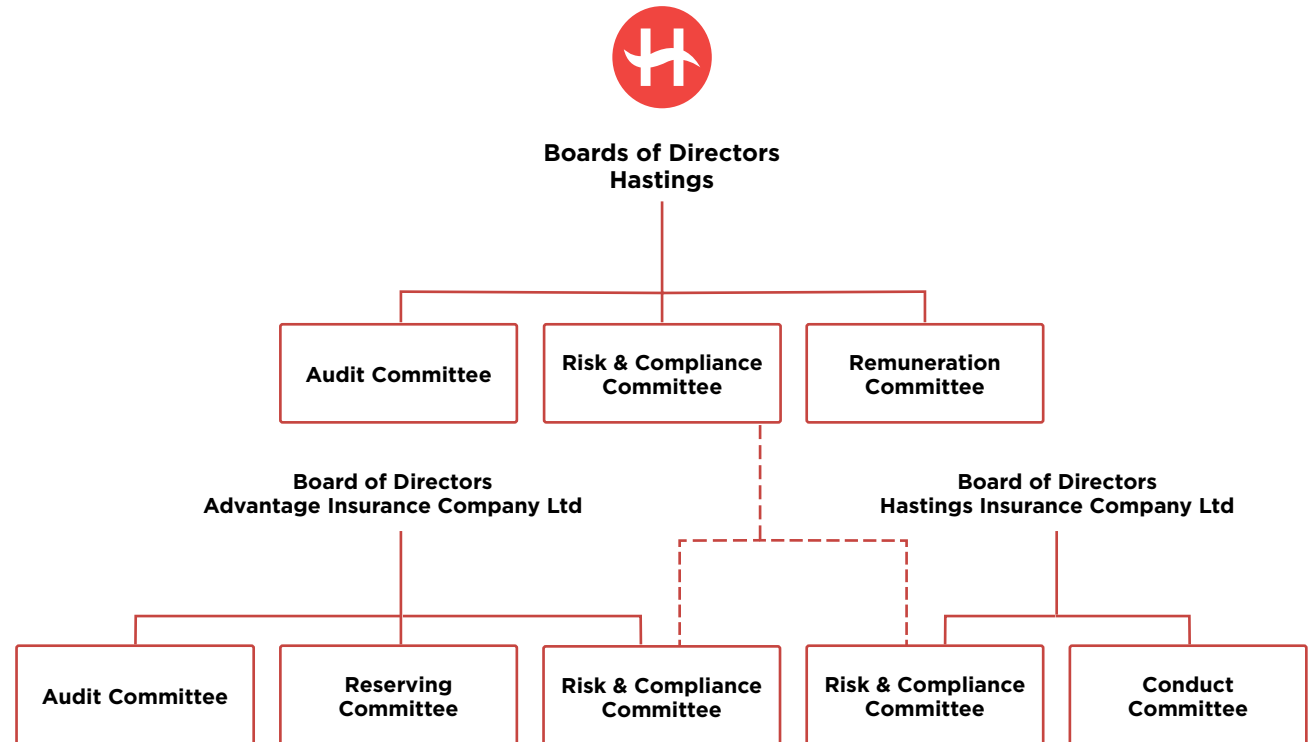 H
Boards of Directors
Hastings
Audit Committee
Risk & Compliance
Committee
Remuneration
Committee
Board of Directors
Advantage Insurance Company Ltd
Board of Directors
Hastings Insurance Company Ltd
Audit Committee
Reserving
Committee
Risk & Compliance
Committee
Risk & Compliance
Committee
Conduct
Committee